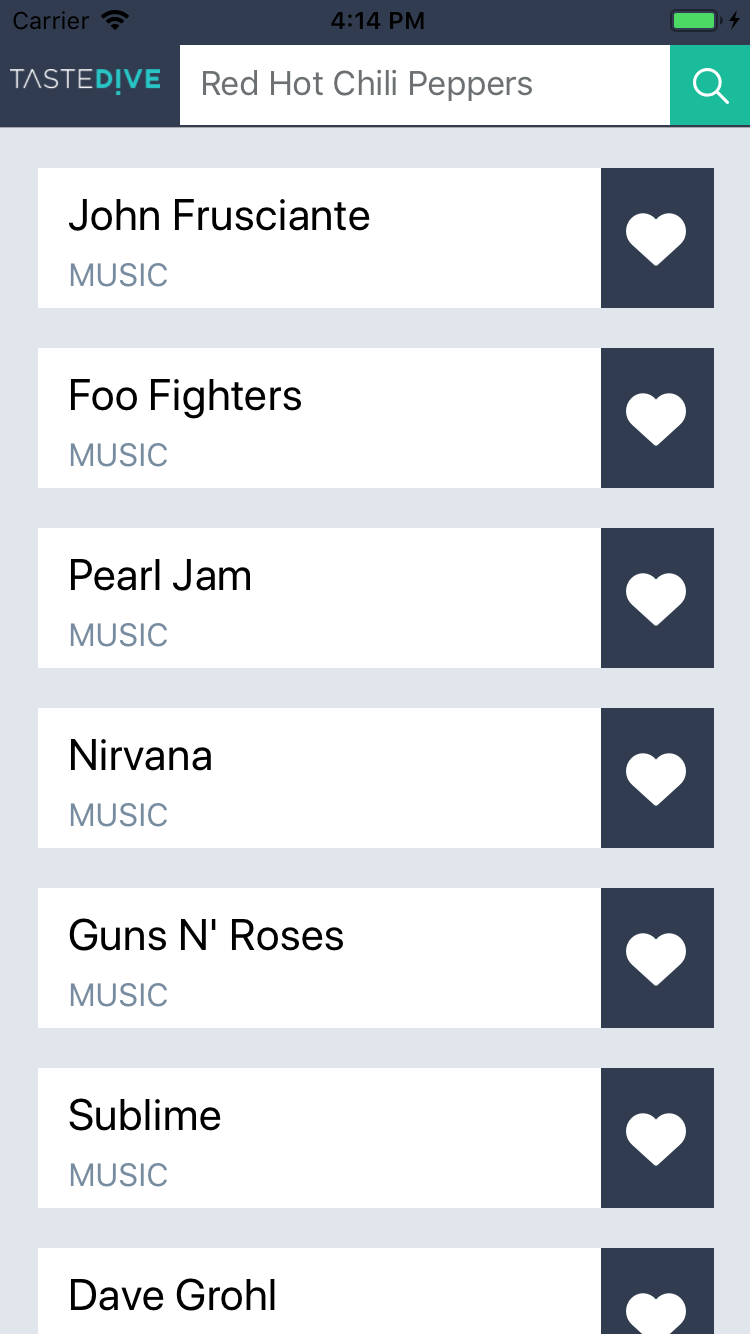 Carrier 4:14 PM
TASTEDIVE Red Hot Chili Peppers
John Frusciante
MUSIC
Foo Fighters
MUSIC
Pearl Jam
MUSIC
Nirvana
MUSIC
Guns N' Roses
MUSIC
Sublime
MUSIC
Dave Grohl